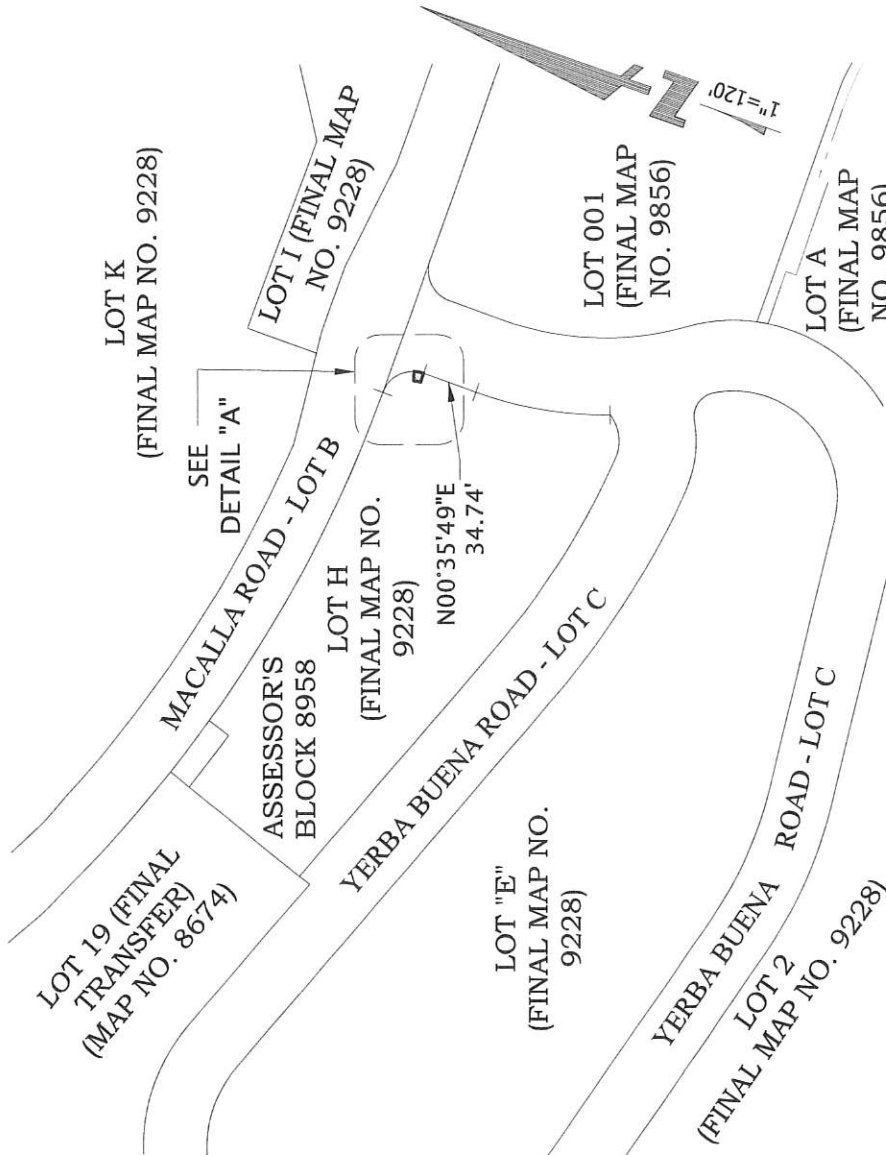 LOT K
(FINAL MAP NO. 9228)
SEE
DETAIL "A"
LOT I (FINAL MAP
NO. 9228)
MACALLA ROAD - LOT B
LOT 19 (FINAL
TRANSFER)
(MAP NO. 8674)
ASSESSOR'S
BLOCK 8958
LOT H
(FINAL MAP NO.
9228)
N00°35'49"E
34.74'
LOT 001
(FINAL MAP
NO. 9856)
N
1"=120'
LOT A
(FINAL MAP
NO. 9856)
YERBA BUENA ROAD - LOT C
LOT "E"
(FINAL MAP NO.
9228)
YERBA BUENA ROAD - LOT C
LOT 2
(FINAL MAP NO. 9228)